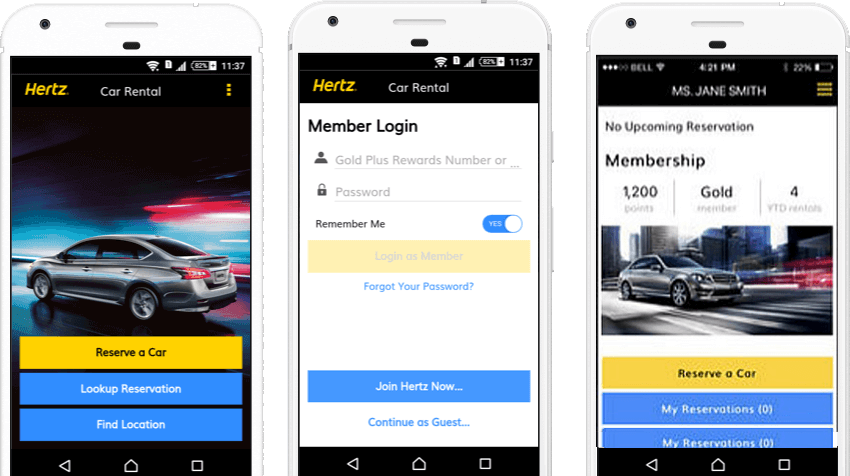 82% 11:37
Hertz
Car Rental
Reserve a Car
Lookup Reservation
Find Location
82% 11:37
Hertz
Car Rental
Member Login
Gold Plus Rewards Number or ...
Password
Remember Me
YES
Login as Member
Forgot Your Password?
Join Hertz Now...
Continue as Guest...
BELL 4:21 PM 22%
MS. JANE SMITH
No Upcoming Reservation
Membership
1,200 Gold 4
points member YTD rentals
Reserve a Car
My Reservations (0)
My Reservations (0)